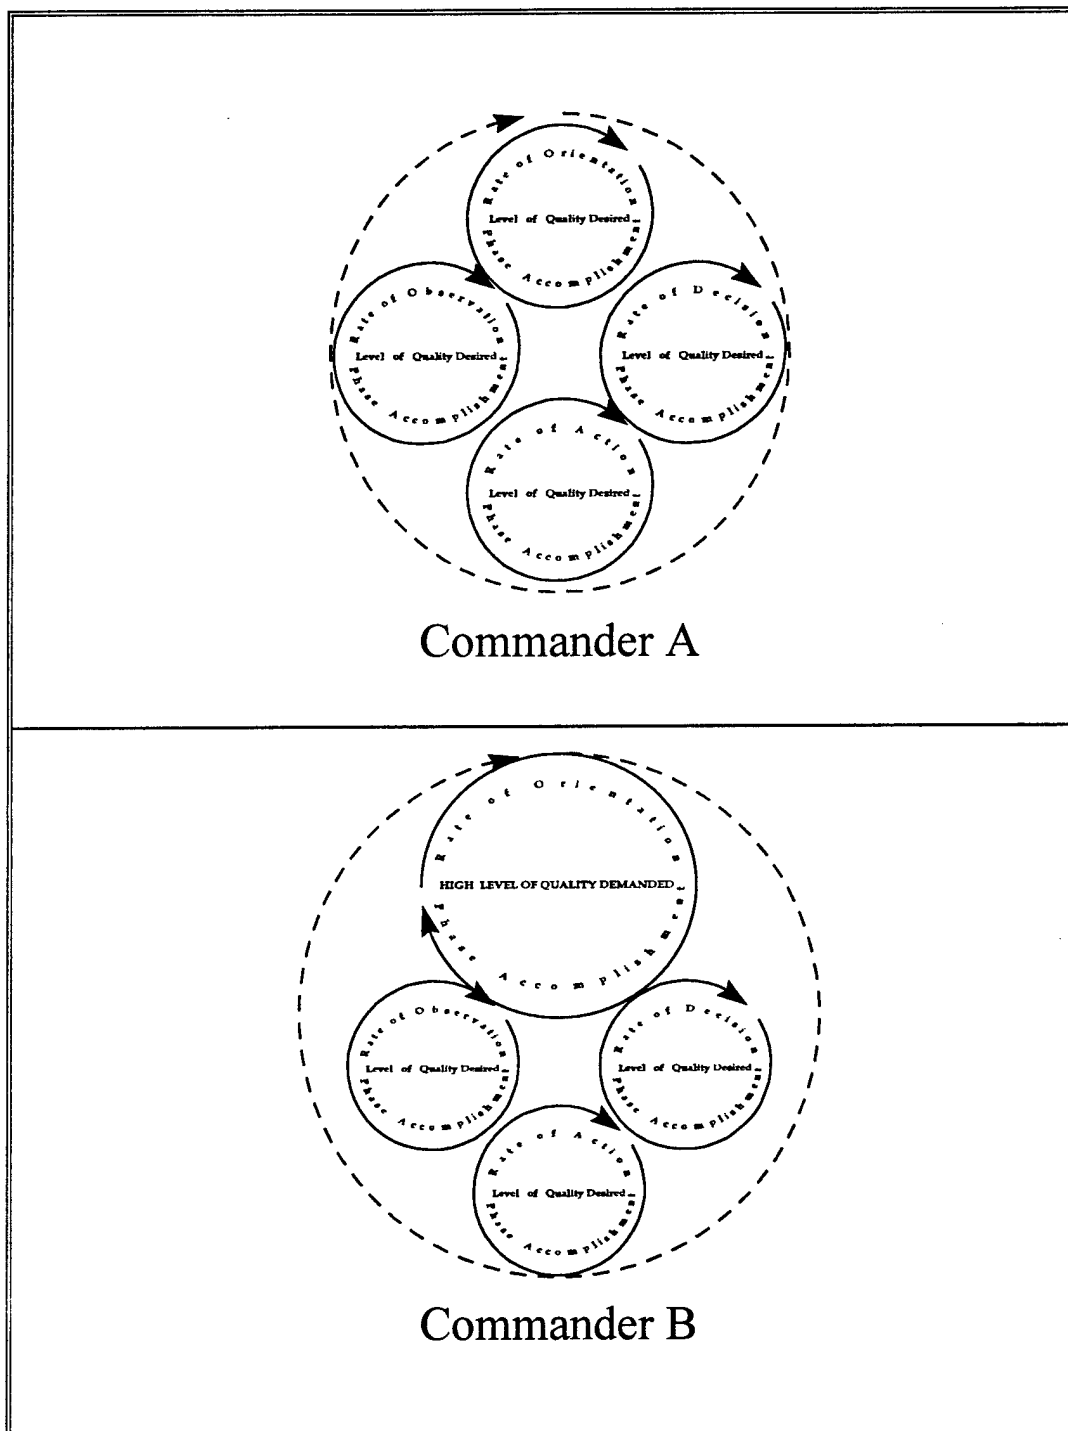 Rate of Orientation
Level of Quality Desired
Phase Accomplishment
Rate of Observation
Level of Quality Desired
Phase Accomplishment
Rate of Decision
Level of Quality Desired
Phase Accomplishment
Rate of Action
Level of Quality Desired
Phase Accomplishment
Commander A
Rate of Orientation
HIGH LEVEL OF QUALITY DEMANDED
Phase Accomplishment
Rate of Observation
Level of Quality Desired
Phase Accomplishment
Rate of Decision
Level of Quality Desired
Phase Accomplishment
Rate of Action
Level of Quality Desired
Phase Accomplishment
Commander B